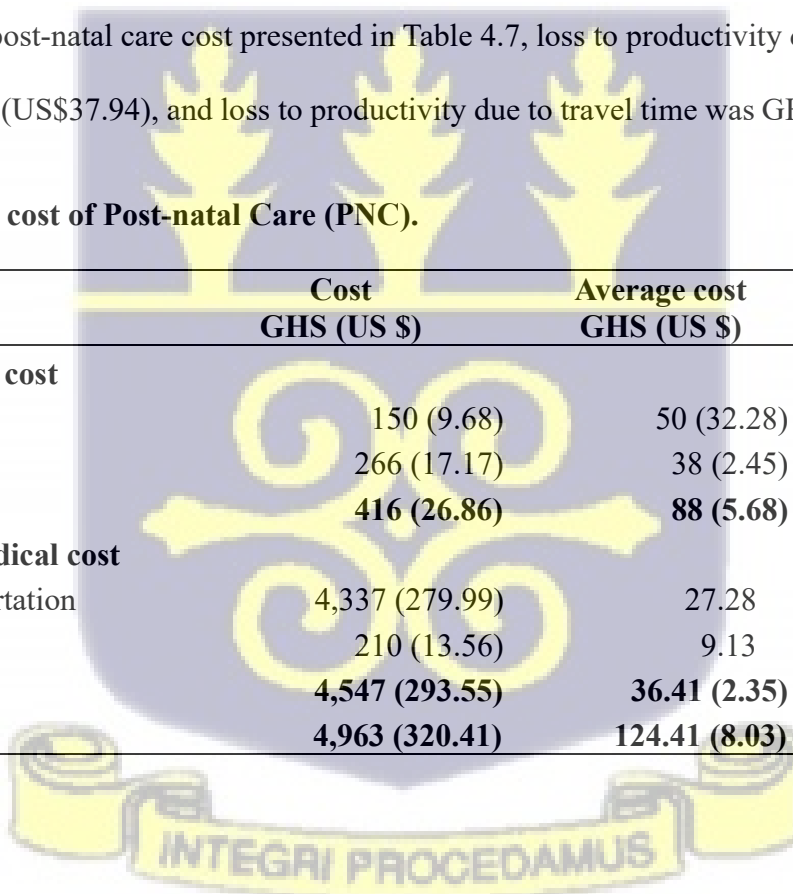 post-natal care cost presented in Table 4.7, loss to productivity
(US$37.94), and loss to productivity due to travel time was
cost of Post-natal Care (PNC).
Cost Average cost
GHS (US $) GHS (US $)
cost
150 (9.68) 50 (32.28)
266 (17.17) 38 (2.45)
416 (26.86) 88 (5.68)
dical cost
rtation 4,337 (279.99) 27.28
210 (13.56) 9.13
4,547 (293.55) 36.41 (2.35)
4,963 (320.41) 124.41 (8.03)
INTEGRI PROCEDAMUS